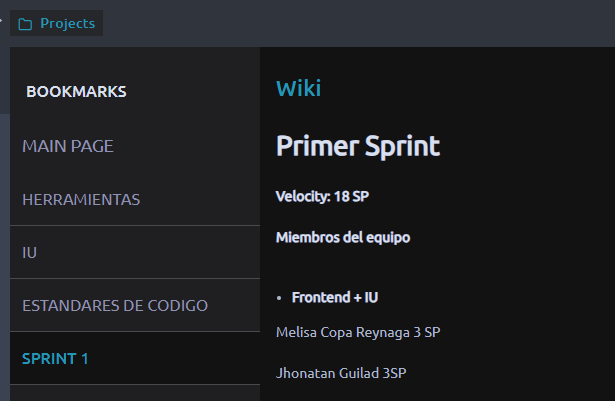 Projects
BOOKMARKS
MAIN PAGE
HERRAMIENTAS
IU
ESTANDARES DE CODIGO
SPRINT 1
Wiki
Primer Sprint
Velocity: 18 SP
Miembros del equipo
• Frontend + IU
Melisa Copa Reynaga 3 SP
Jhonatan Guilad 3SP